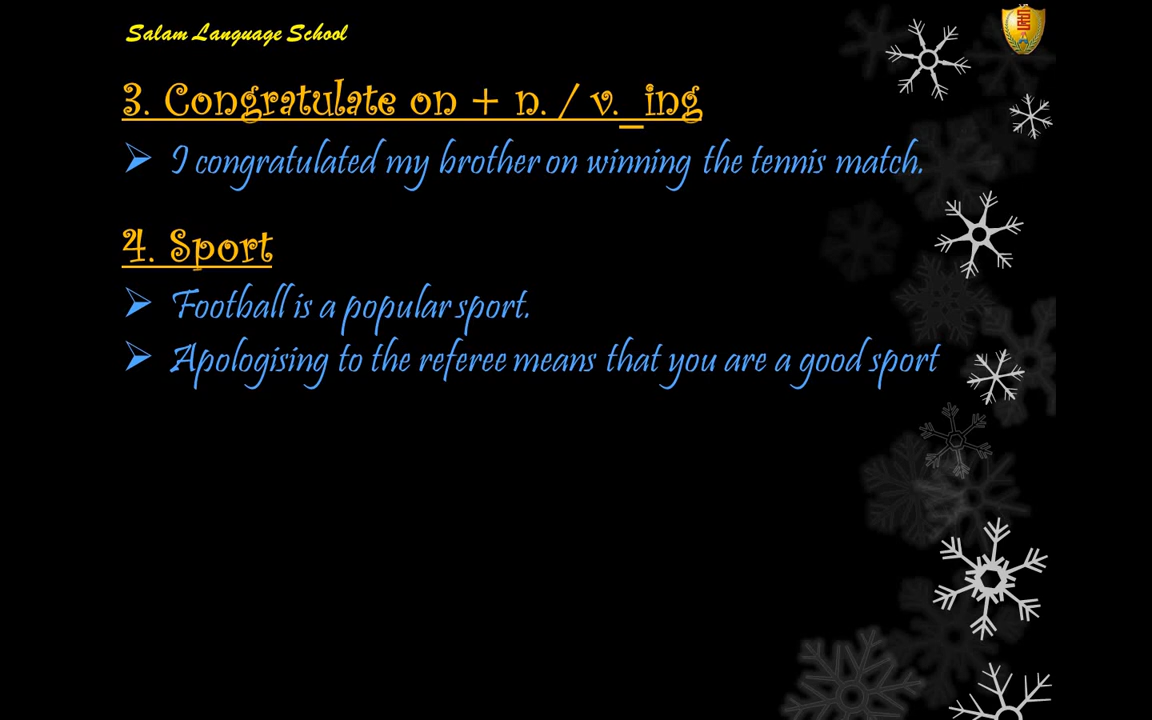 Salam Language School
3. Congratulate on + n. / v._ing
➢ I congratulated my brother on winning the tennis match.
4. Sport
➢ Football is a popular sport.
➢ Apologising to the referee means that you are a good sport